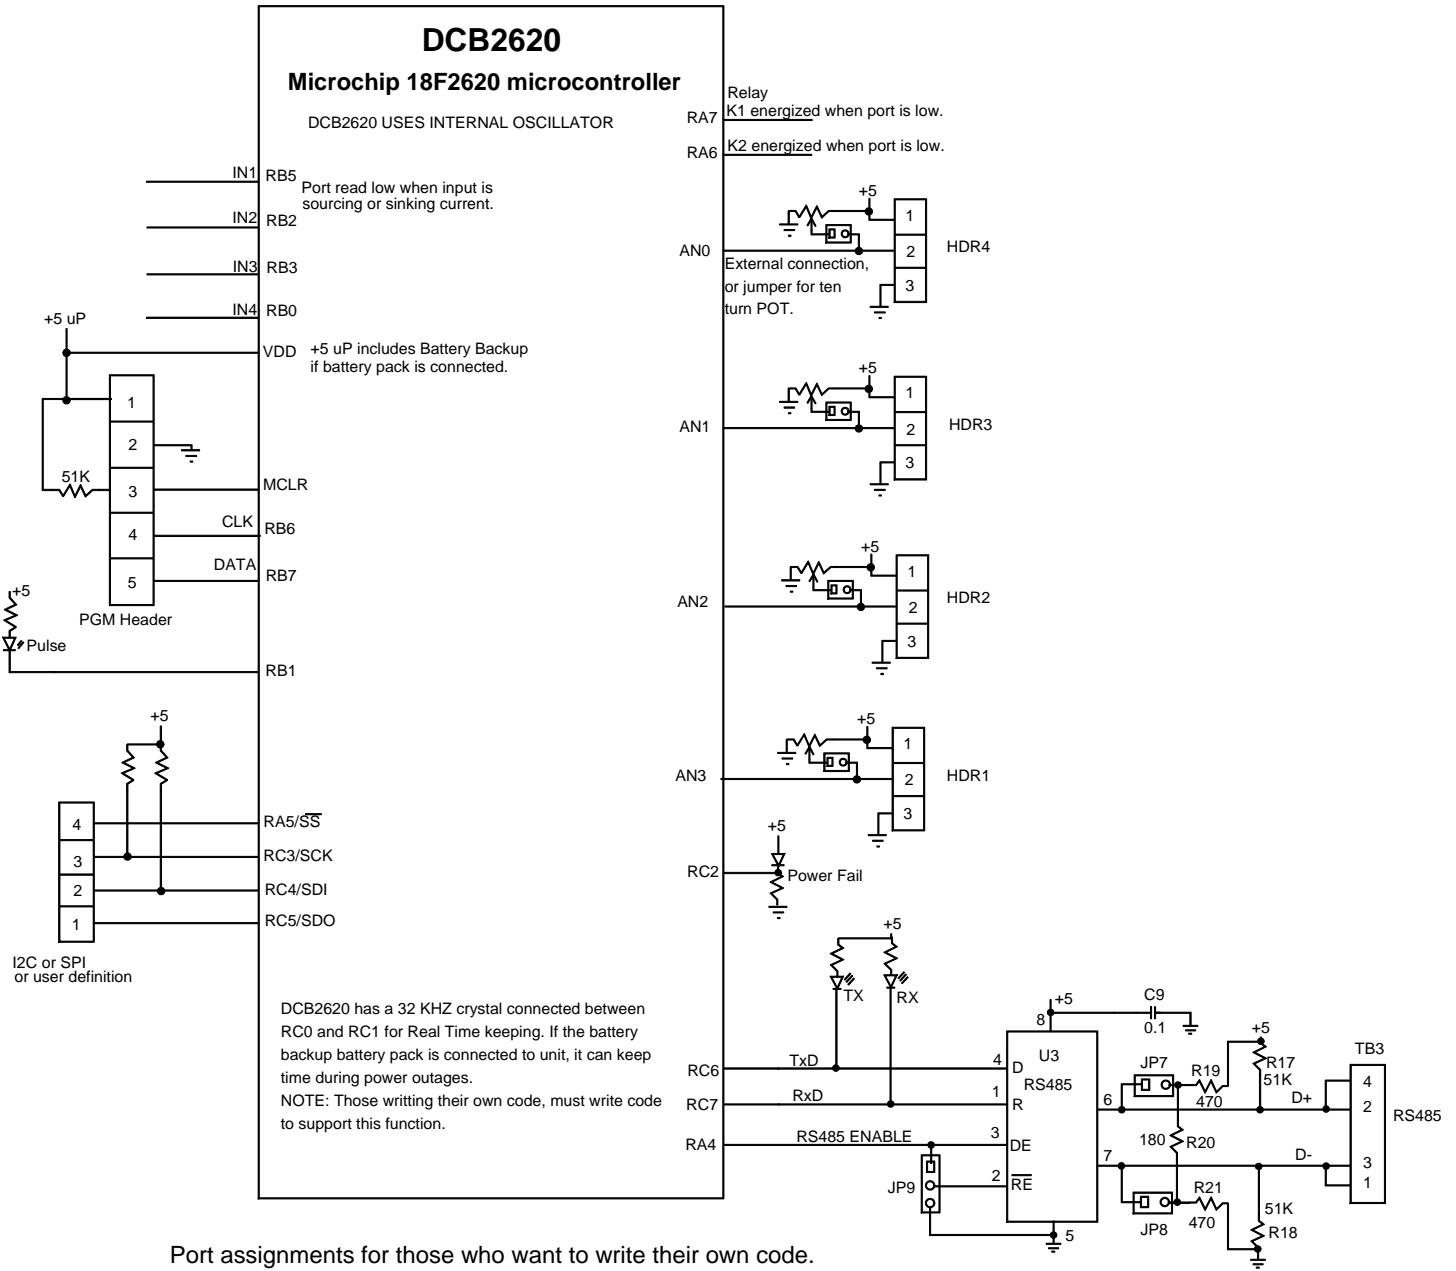 DCB2620
Microchip 18F2620 microcontroller
DCB2620 USES INTERNAL OSCILLATOR
IN1 RB5
Port read low when input is
sourcing or sinking current.
IN2 RB2
IN3 RB3
IN4 RB0
+5 uP
VDD
+5 uP includes Battery Backup
if battery pack is connected.
1
2
51K
3
MCLR
4
CLK RB6
5
DATA RB7
PGM Header
+5
Pulse
RB1
+5
4
RA5/SS
3
RC3/SCK
2
RC4/SDI
1
RC5/SDO
I2C or SPI
or user definition
DCB2620 has a 32 KHZ crystal connected between
RC0 and RC1 for Real Time keeping. If the battery
backup battery pack is connected to unit, it can keep
time during power outages.
NOTE: Those writting their own code, must write code
to support this function.
Relay
RA7
K1 energized when port is low.
RA6
K2 energized when port is low.
+5
1
AN0
2
HDR4
3
External connection,
or jumper for ten
turn POT.
+5
1
AN1
2
HDR3
3
+5
1
AN2
2
HDR2
3
+5
1
AN3
2
HDR1
3
+5
RC2
Power Fail
+5
TX
RX
+5
C9
0.1
8
U3
RS485
RC6
TxD
4
D
RC7
RxD
1
R
RA4
RS485 ENABLE
3
DE
JP9
2
RE
5
6
7
JP7
R19
470
+5
R17
51K
D+
180
R20
D-
JP8
R21
470
51K
R18
TB3
4
2
3
1
RS485
Port assignments for those who want to write their own code.